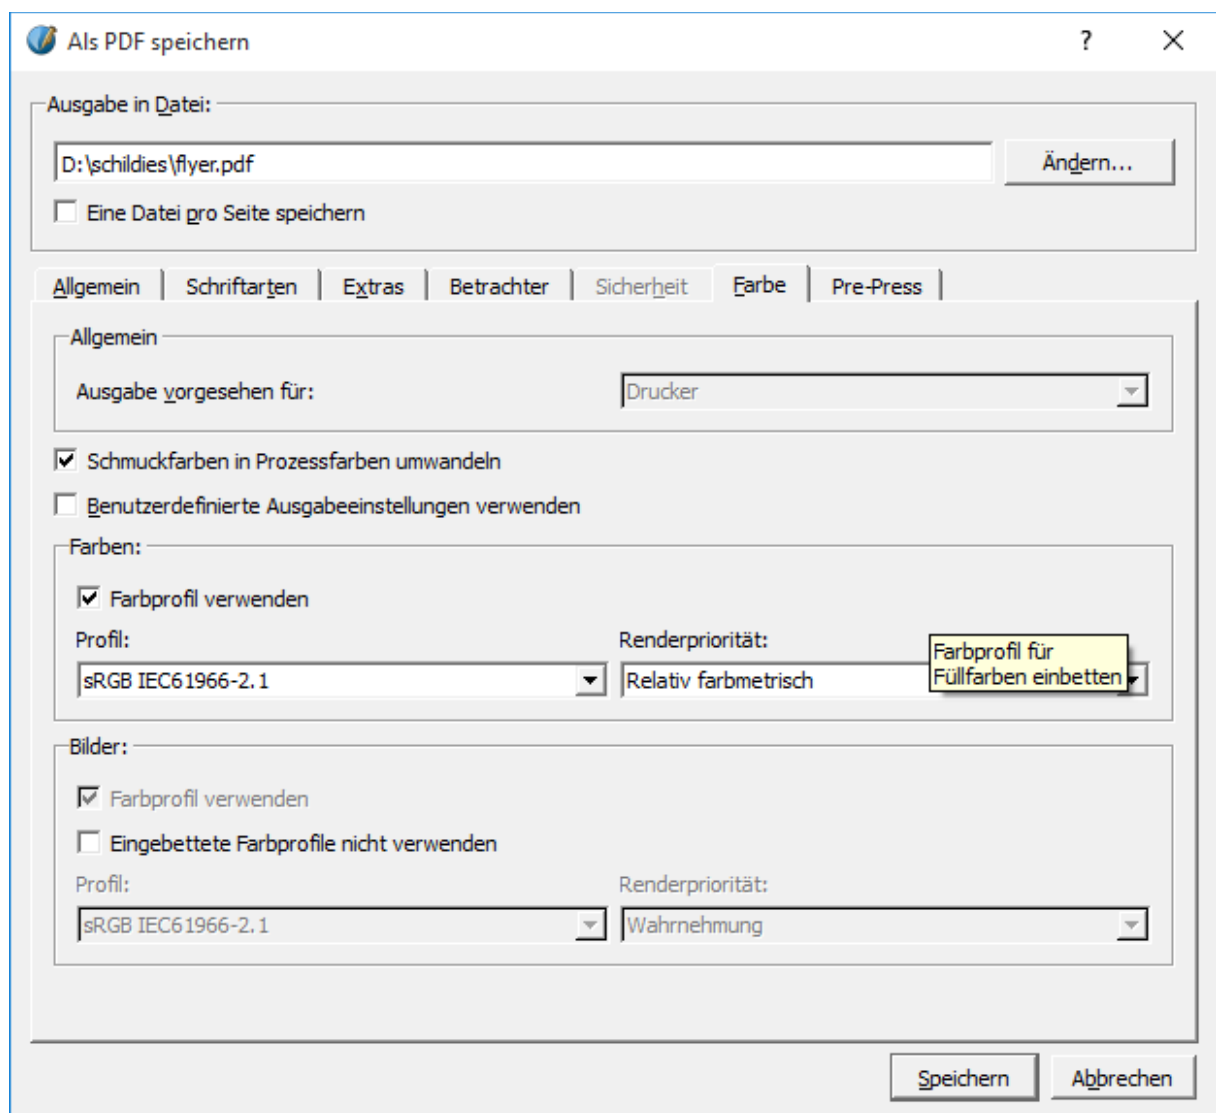 Als PDF speichern
?
Ausgabe in Datei:
D:\schildies\flyer.pdf
Ändern...
Eine Datei pro Seite speichern
Allgemein
Schriftarten
Extras
Betrachter
Sicherheit
Farbe
Pre-Press
Allgemein
Ausgabe vorgesehen für:
Drucker
Schmuckfarben in Prozessfarben umwandeln
Benutzerdefinierte Ausgabeeinstellungen verwenden
Farben:
Farbprofil verwenden
Profil:
Renderpriorität:
sRGB IEC61966-2.1
Relativ farbmetrisch
Farbprofil für
Füllfarben einbetten
Bilder:
Farbprofil verwenden
Eingebettete Farbprofile nicht verwenden
Profil:
Renderpriorität:
sRGB IEC61966-2.1
Wahrnehmung
Speichern
Abbrechen